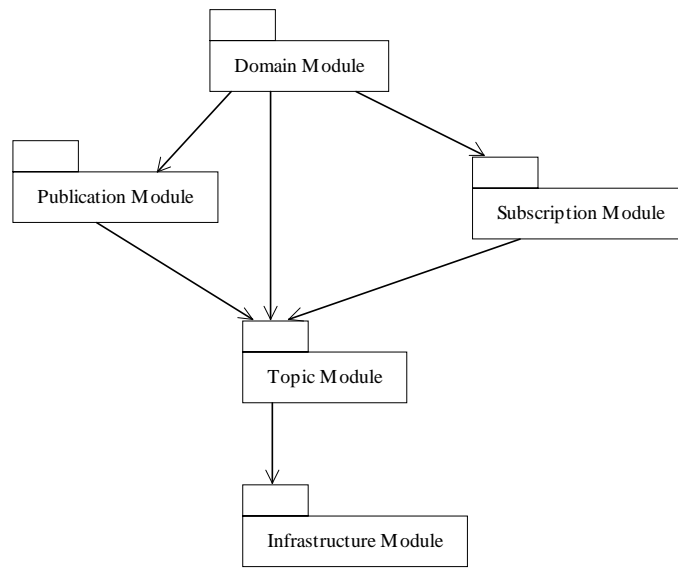 Domain Module
Publication Module
Subscription Module
Topic Module
Infrastructure Module